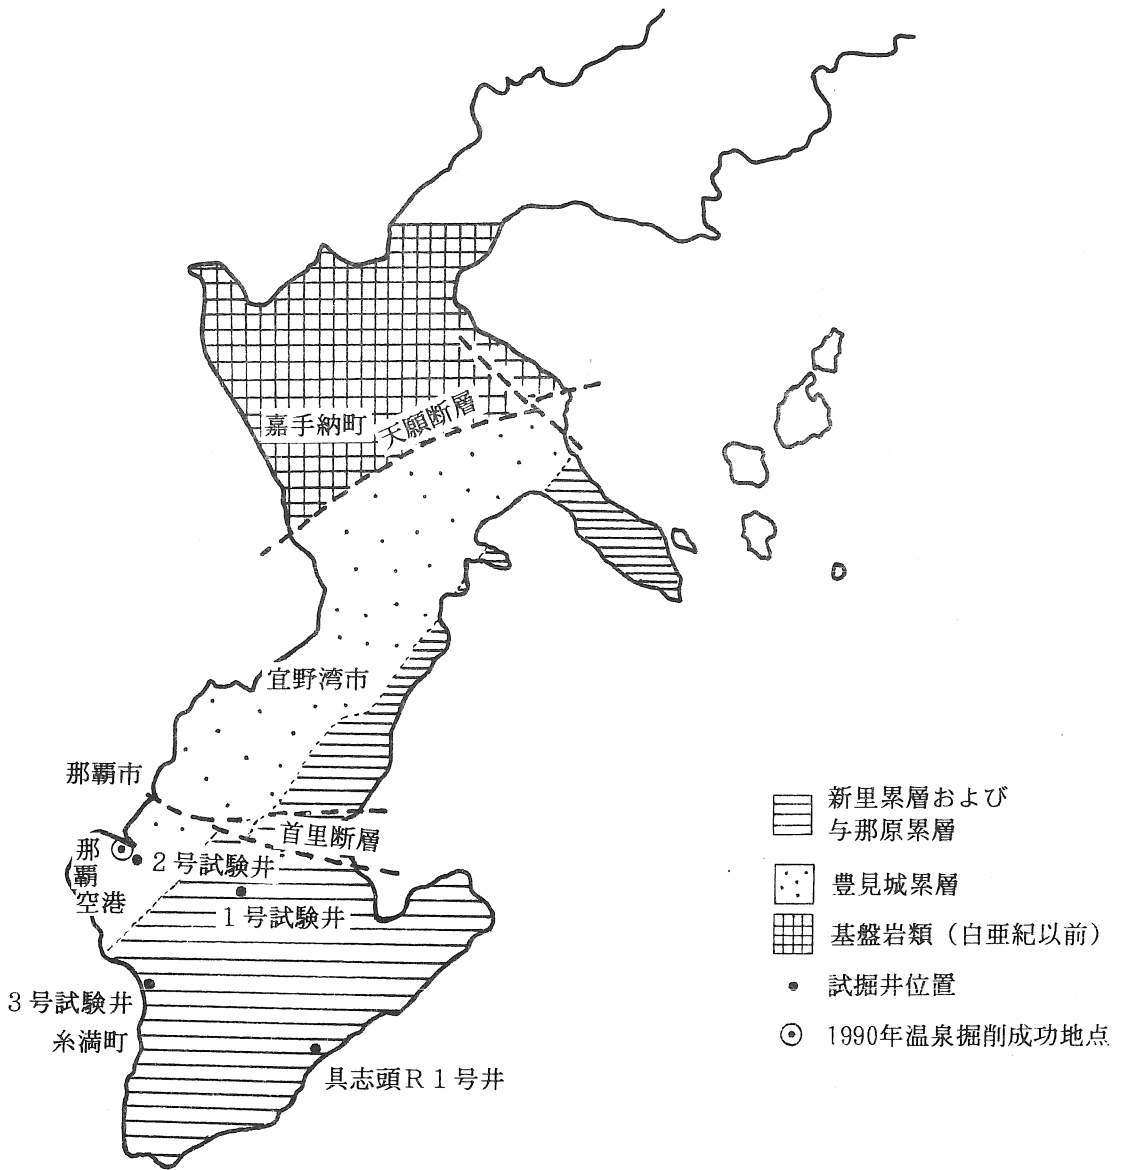 嘉手納町
天願断層
宜野湾市
那覇市
首里断層
那
覇
空港
2号試験井
1号試験井
3号試験井
糸満町
具志頭R1号井
新里累層および
与那原累層
豊見城累層
基盤岩類（白亜紀以前）
試掘井位置
1990年温泉掘削成功地点